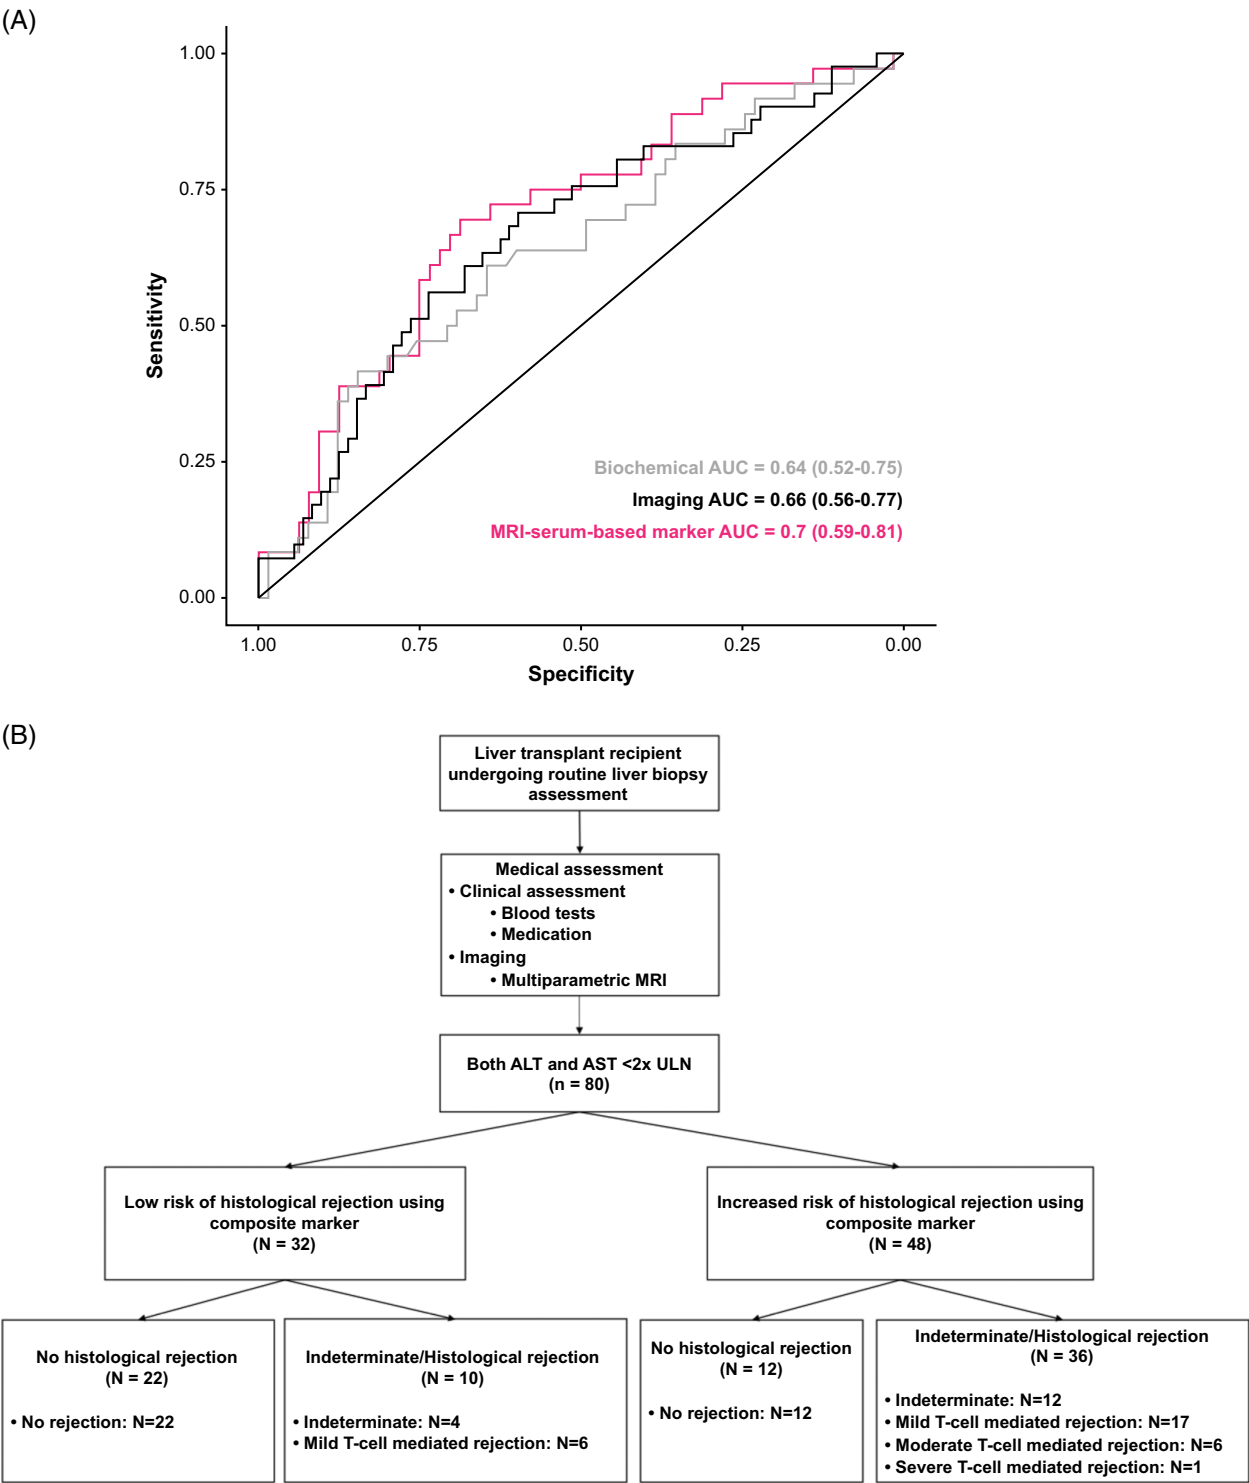 (A)
1.00
0.75
0.50
0.25
0.00
Sensitivity
Biochemical AUC = 0.64 (0.52-0.75)
Imaging AUC = 0.66 (0.56-0.77)
MRI-serum-based marker AUC = 0.7 (0.59-0.81)
1.00 0.75 0.50 0.25 0.00
Specificity
(B)
Liver transplant recipient
undergoing routine liver biopsy
assessment
Medical assessment
• Clinical assessment
• Blood tests
• Medication
• Imaging
• Multiparametric MRI
Both ALT and AST <2x ULN
(n = 80)
Low risk of histological rejection using
composite marker
(N = 32)
Increased risk of histological rejection using
composite marker
(N = 48)
No histological rejection
(N = 22)
• No rejection: N=22
Indeterminate/Histological rejection
(N = 10)
• Indeterminate: N=4
• Mild T-cell mediated rejection: N=6
No histological rejection
(N = 12)
• No rejection: N=12
Indeterminate/Histological rejection
(N = 36)
• Indeterminate: N=12
• Mild T-cell mediated rejection: N=17
• Moderate T-cell mediated rejection: N=6
• Severe T-cell mediated rejection: N=1